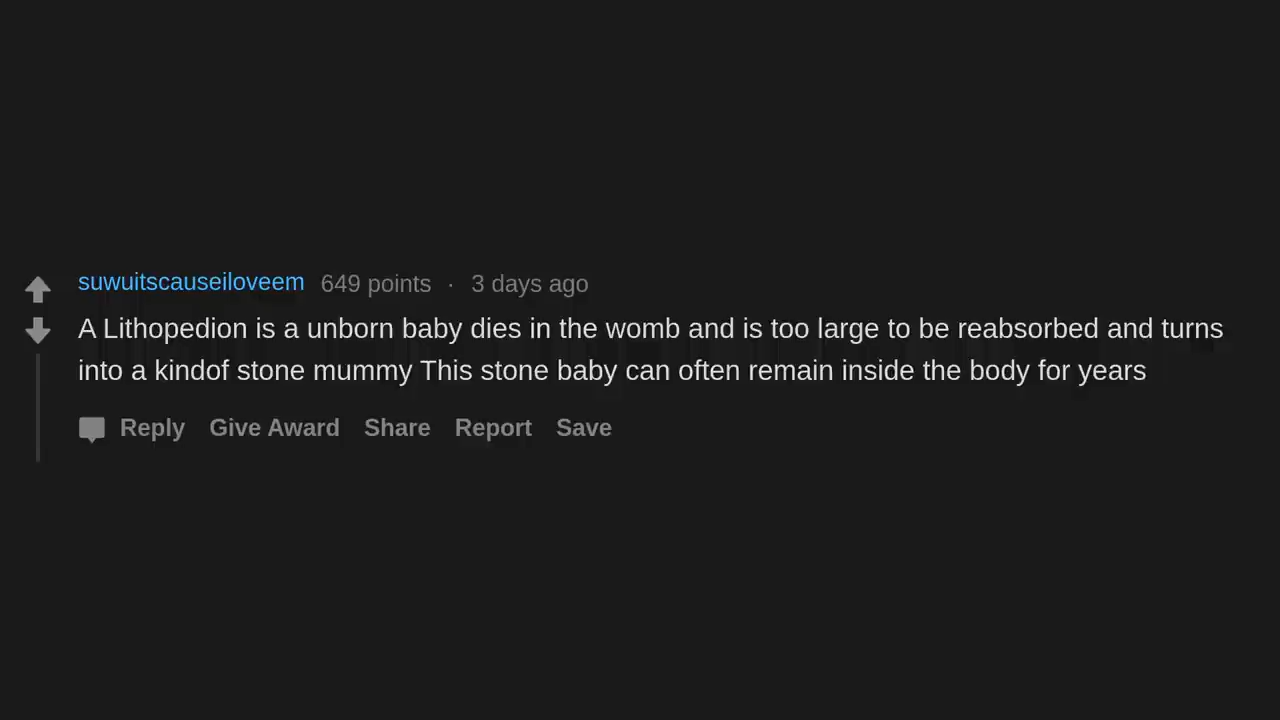 suwuitscauseiloveem 649 points · 3 days ago
A Lithopedion is a unborn baby dies in the womb and is too large to be reabsorbed and turns
into a kindof stone mummy This stone baby can often remain inside the body for years
Reply Give Award Share Report Save